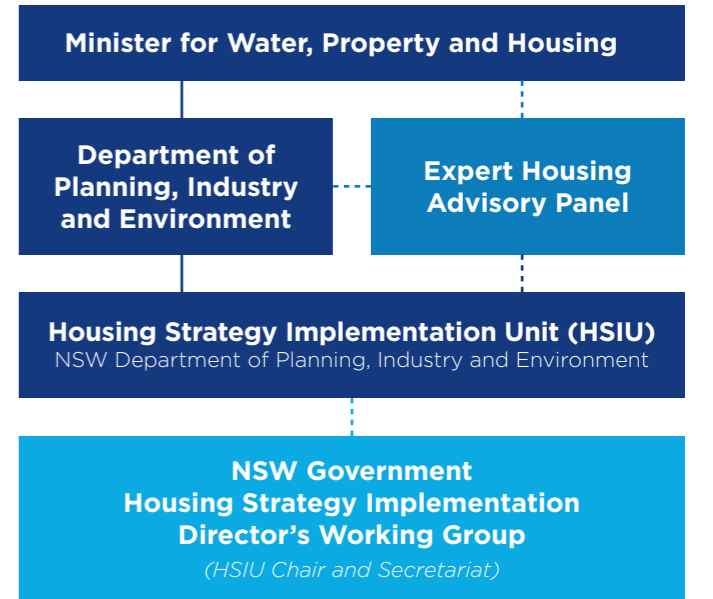 Minister for Water, Property and Housing
Department of
Planning, Industry
and Environment
Expert Housing
Advisory Panel
Housing Strategy Implementation Unit (HSIU)
NSW Department of Planning, Industry and Environment
NSW Government
Housing Strategy Implementation
Director's Working Group
(HSIU Chair and Secretariat)